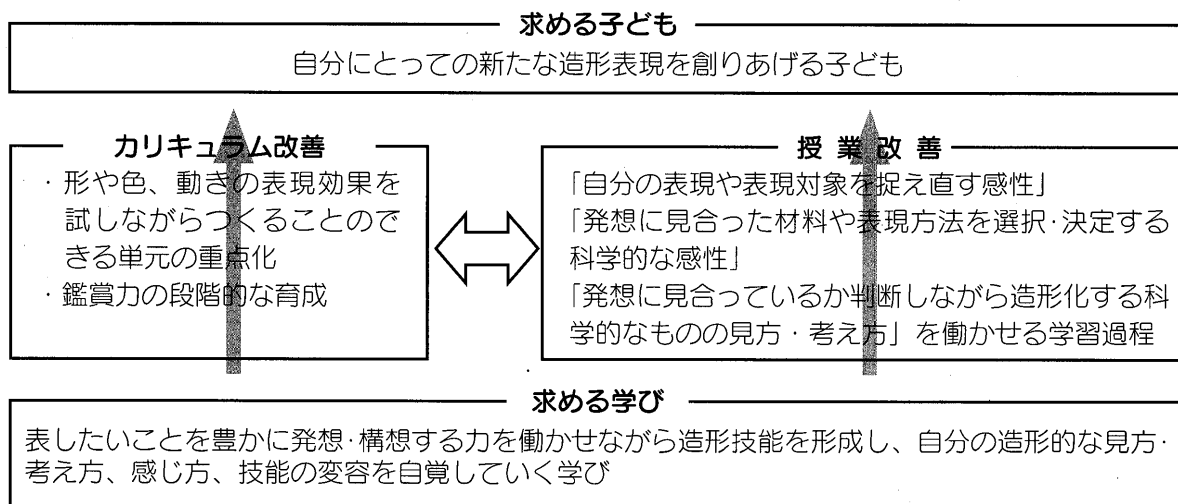 求める子ども
自分にとっての新たな造形表現を創りあげる子ども
カリキュラム改善
・形や色、動きの表現効果を
試しながらつくることので
きる単元の重点化
・鑑賞力の段階的な育成
授業改善
「自分の表現や表現対象を捉え直す感性」
「発想に見合った材料や表現方法を選択・決定する
科学的な感性」
「発想に見合っているか判断しながら造形化する科
学的なものの見方・考え方」を働かせる学習過程
求める学び
表したいことを豊かに発想・構想する力を働かせながら造形技能を形成し、自分の造形的な見方・
考え方、感じ方、技能の変容を自覚していく学び